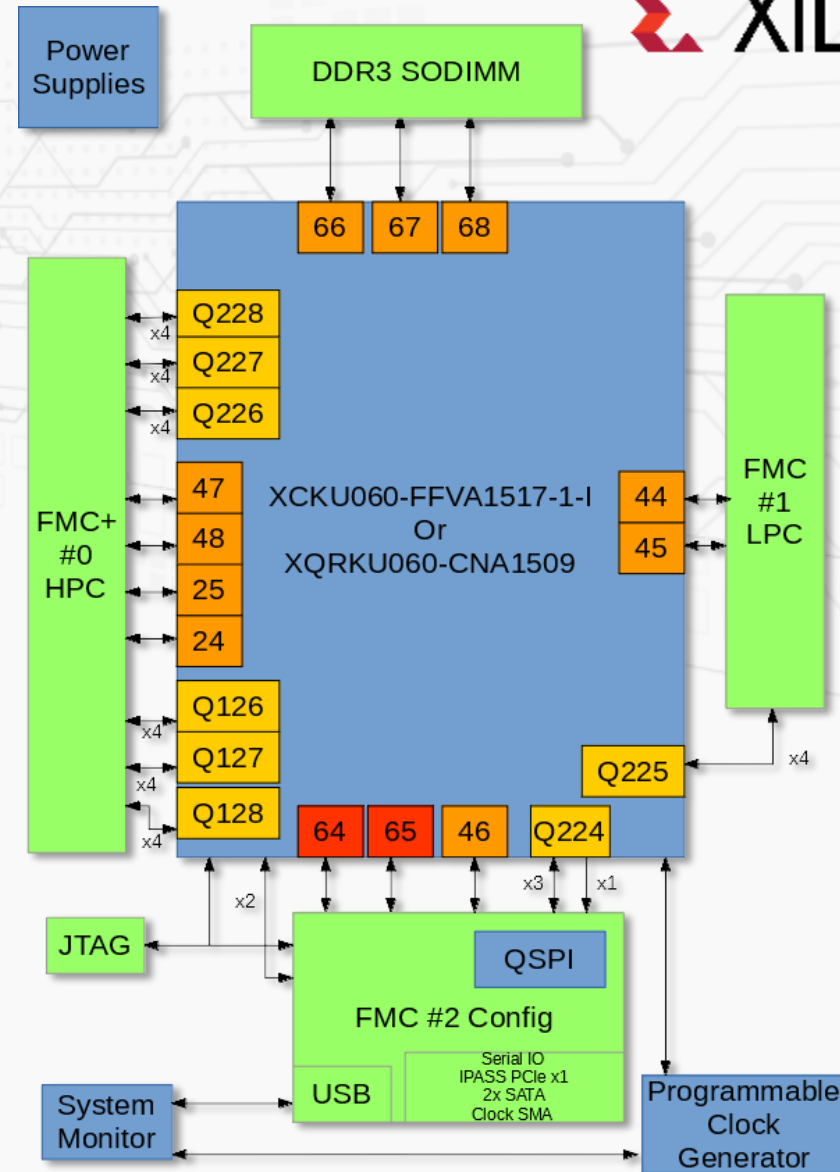 Power
Supplies
DDR3 SODIMM
66
67
68
Q228
Q227
Q226
x4
x4
x4
47
48
25
24
FMC+
#0
HPC
XCKU060-FFVA1517-1-I
Or
XQRKU060-CNA1509
44
45
FMC
#1
LPC
Q126
Q127
Q128
x4
x4
x4
Q225
x4
64
65
46
Q224
x2
x3
x1
JTAG
QSPI
FMC #2 Config
USB
Serial IO
IPASS PCIe x1
2x SATA
Clock SMA
System
Monitor
Programmable
Clock
Generator